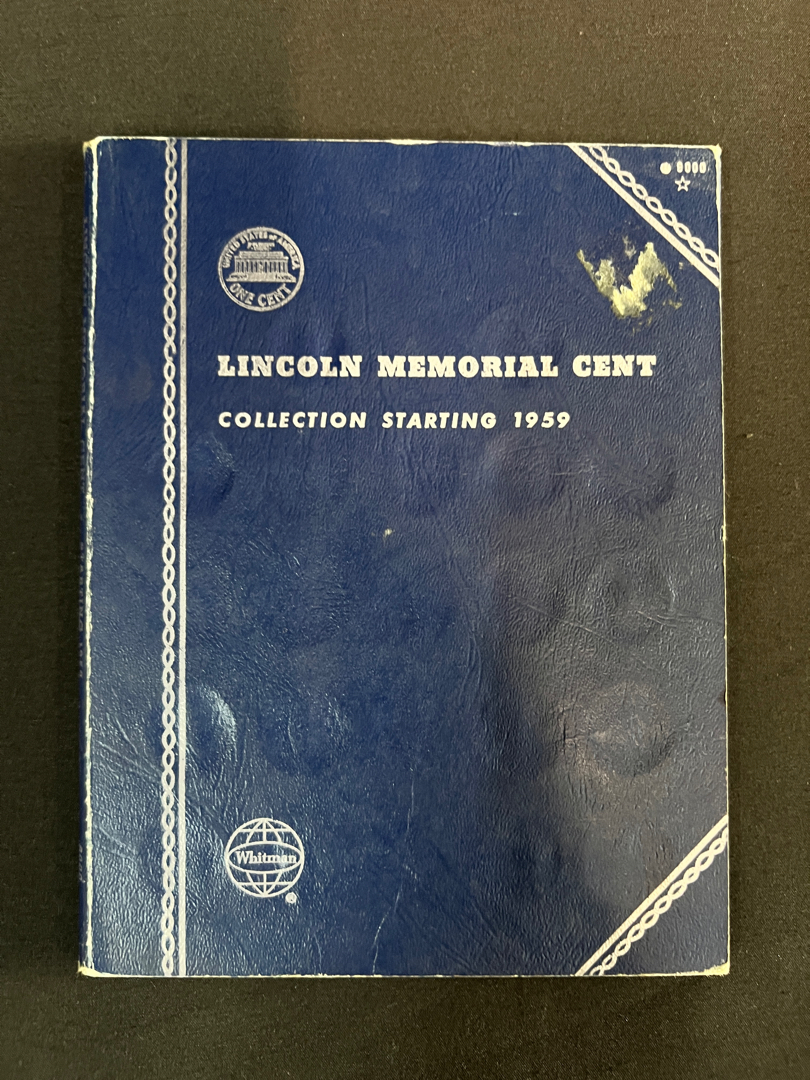 UNITED STATES OF AMERICA
ONE CENT
LINCOLN MEMORIAL CENT
COLLECTION STARTING 1959
Whitman
®